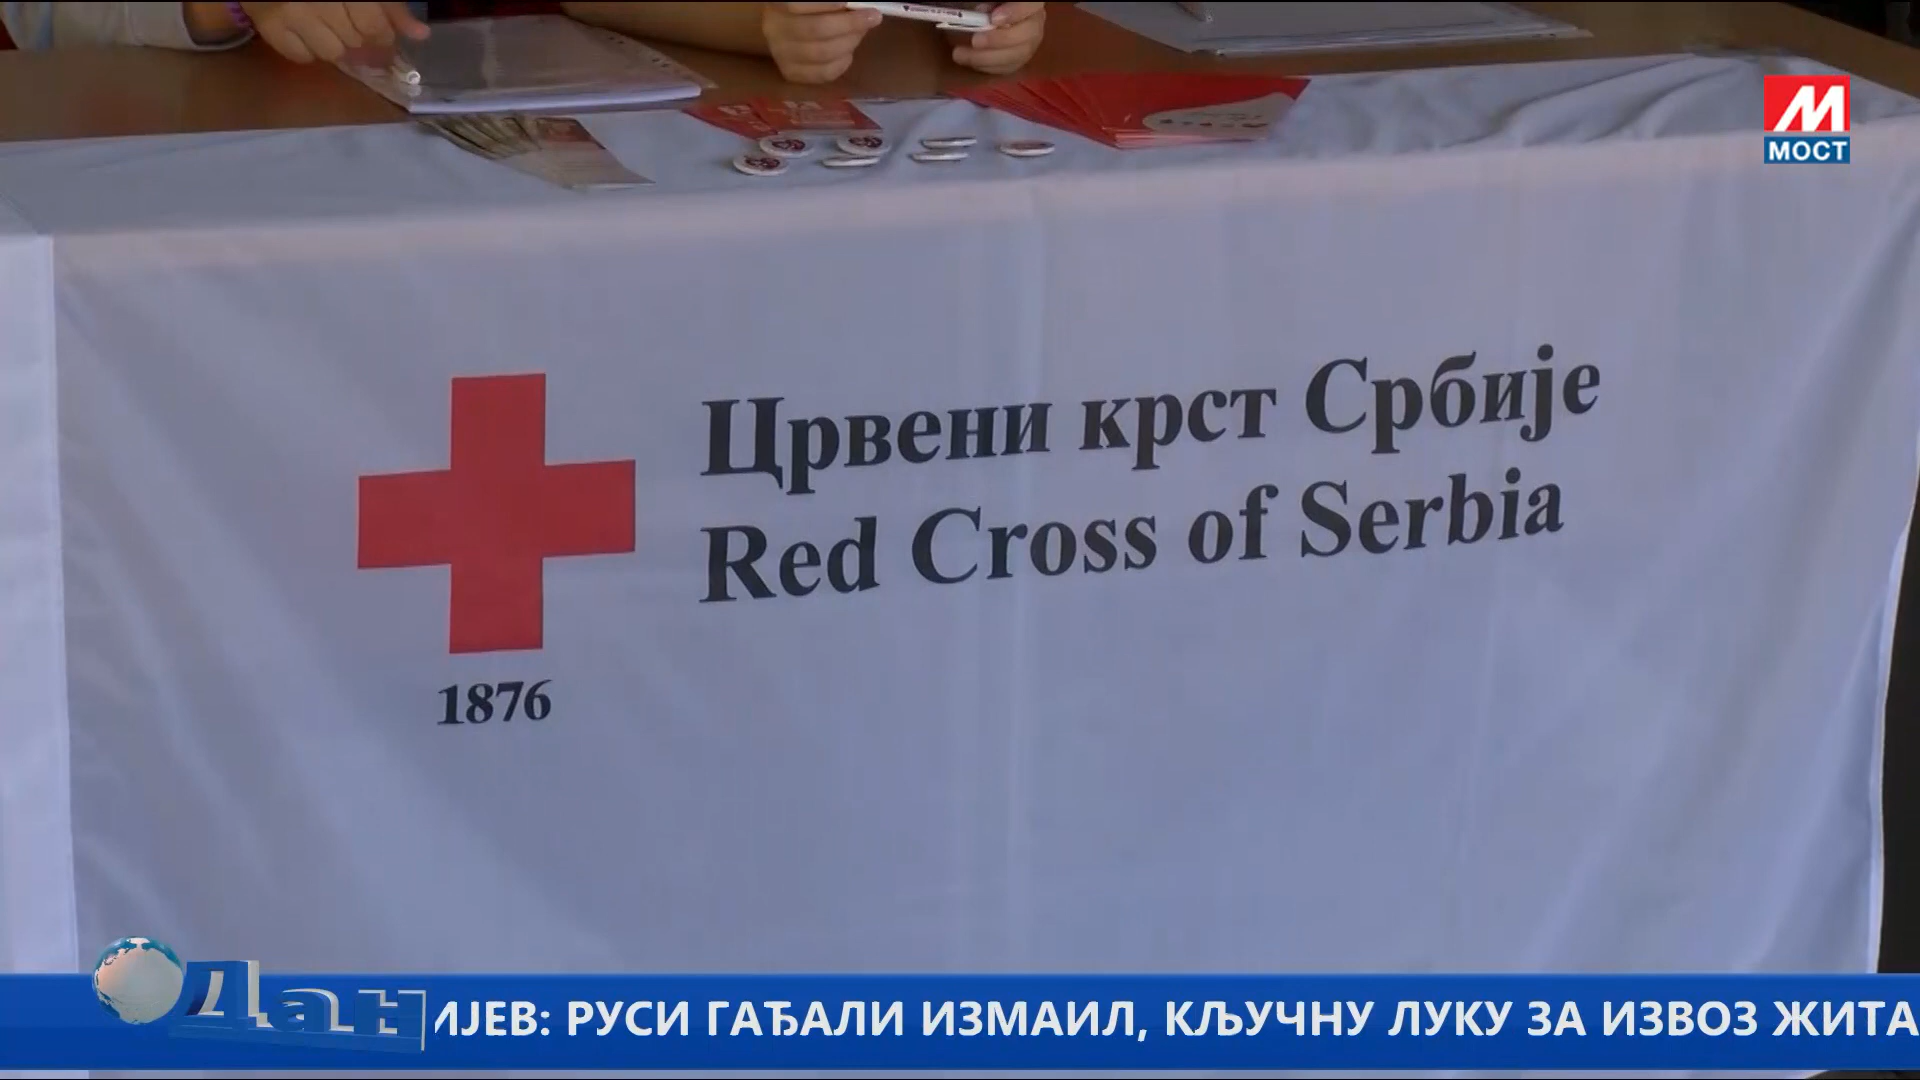 М
МОСТ
Црвени крст Србије
Red Cross of Serbia
1876
Дан
ИЈЕВ: РУСИ ГАЂАЛИ ИЗМАИЛ, КЉУЧНУ ЛУКУ ЗА ИЗВОЗ ЖИТА